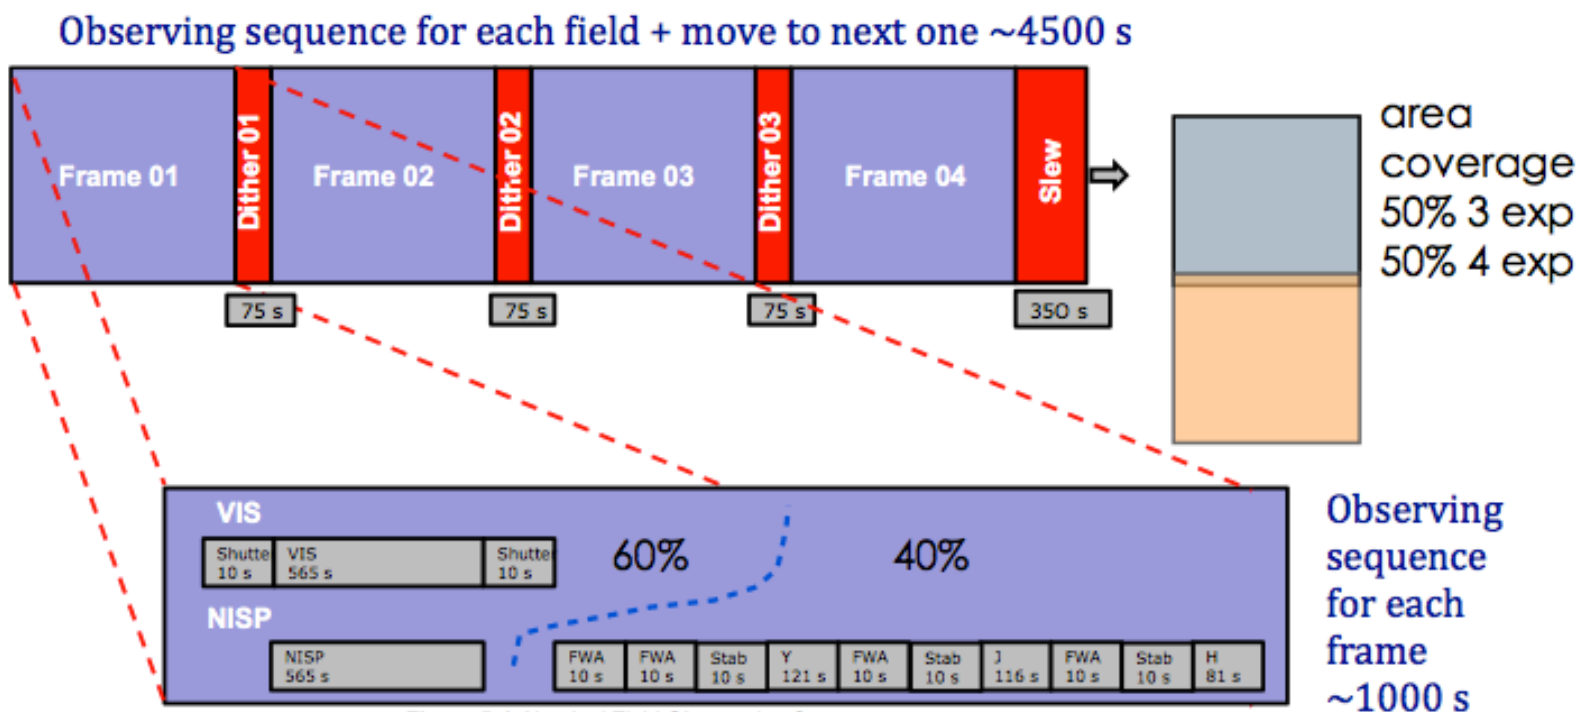 Observing sequence for each field + move to next one ~4500 s
Frame 01
Dither 01
Frame 02
Dither 02
Frame 03
Dither 03
Frame 04
Slew
75 s
75 s
75 s
350 s
area
coverage
50% 3 exp
50% 4 exp
VIS
Shutte
10 s
VIS
565 s
Shutte
10 s
60%
40%
NISP
NISP
565 s
FWA
10 s
FWA
10 s
Stab
10 s
Y
121 s
FWA
10 s
Stab
10 s
J
116 s
FWA
10 s
Stab
10 s
H
81 s
Observing
sequence
for each
frame
~1000 s